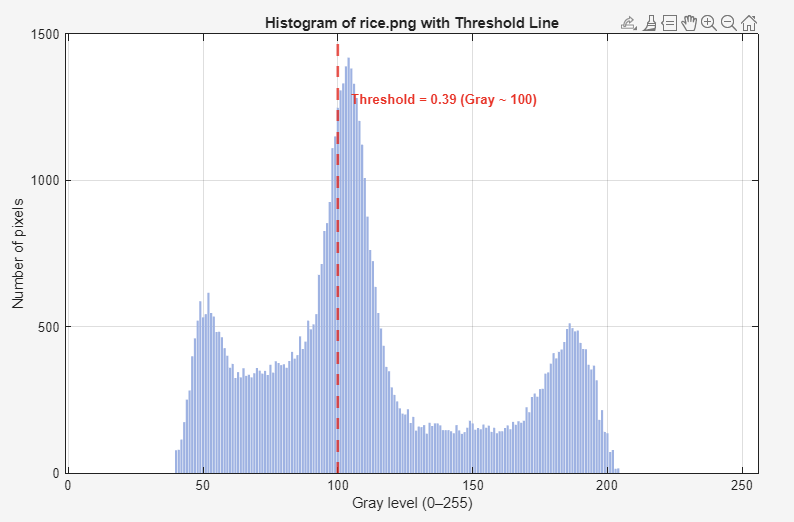 Histogram of rice.png with Threshold Line
1500
Threshold = 0.39 (Gray ~ 100)
1000
Number of pixels
500
0
0 50 100 150 200 250
Gray level (0–255)